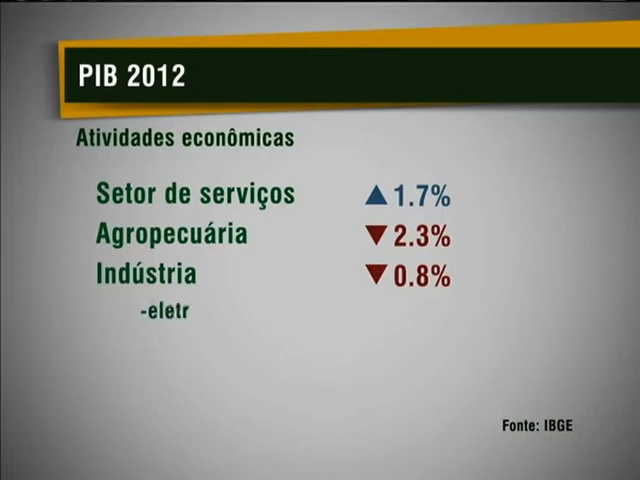 PIB 2012
Atividades econômicas
Setor de serviços ▲ 1.7%
Agropecuária ▼ 2.3%
Indústria ▼ 0.8%
-eletr
Fonte: IBGE